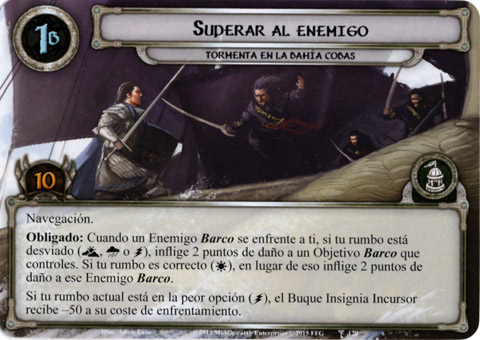 1B
SUPERAR AL ENEMIGO
TORMENTA EN LA BAHÍA COBAS
10
Navegación.
Obligado: Cuando un Enemigo Barco se enfrente a ti, si tu rumbo está
desviado (, o ), inflige 2 puntos de daño a un Objetivo Barco que
controles. Si tu rumbo es correcto (), en lugar de eso inflige 2 puntos de
daño a ese Enemigo Barco.
Si tu rumbo actual está en la peor opción (), el Buque Insignia Incursor
recibe –50 a su coste de enfrentamiento.
Ilus. © 2013 Middle-earth Enterprises © 2015 FFG